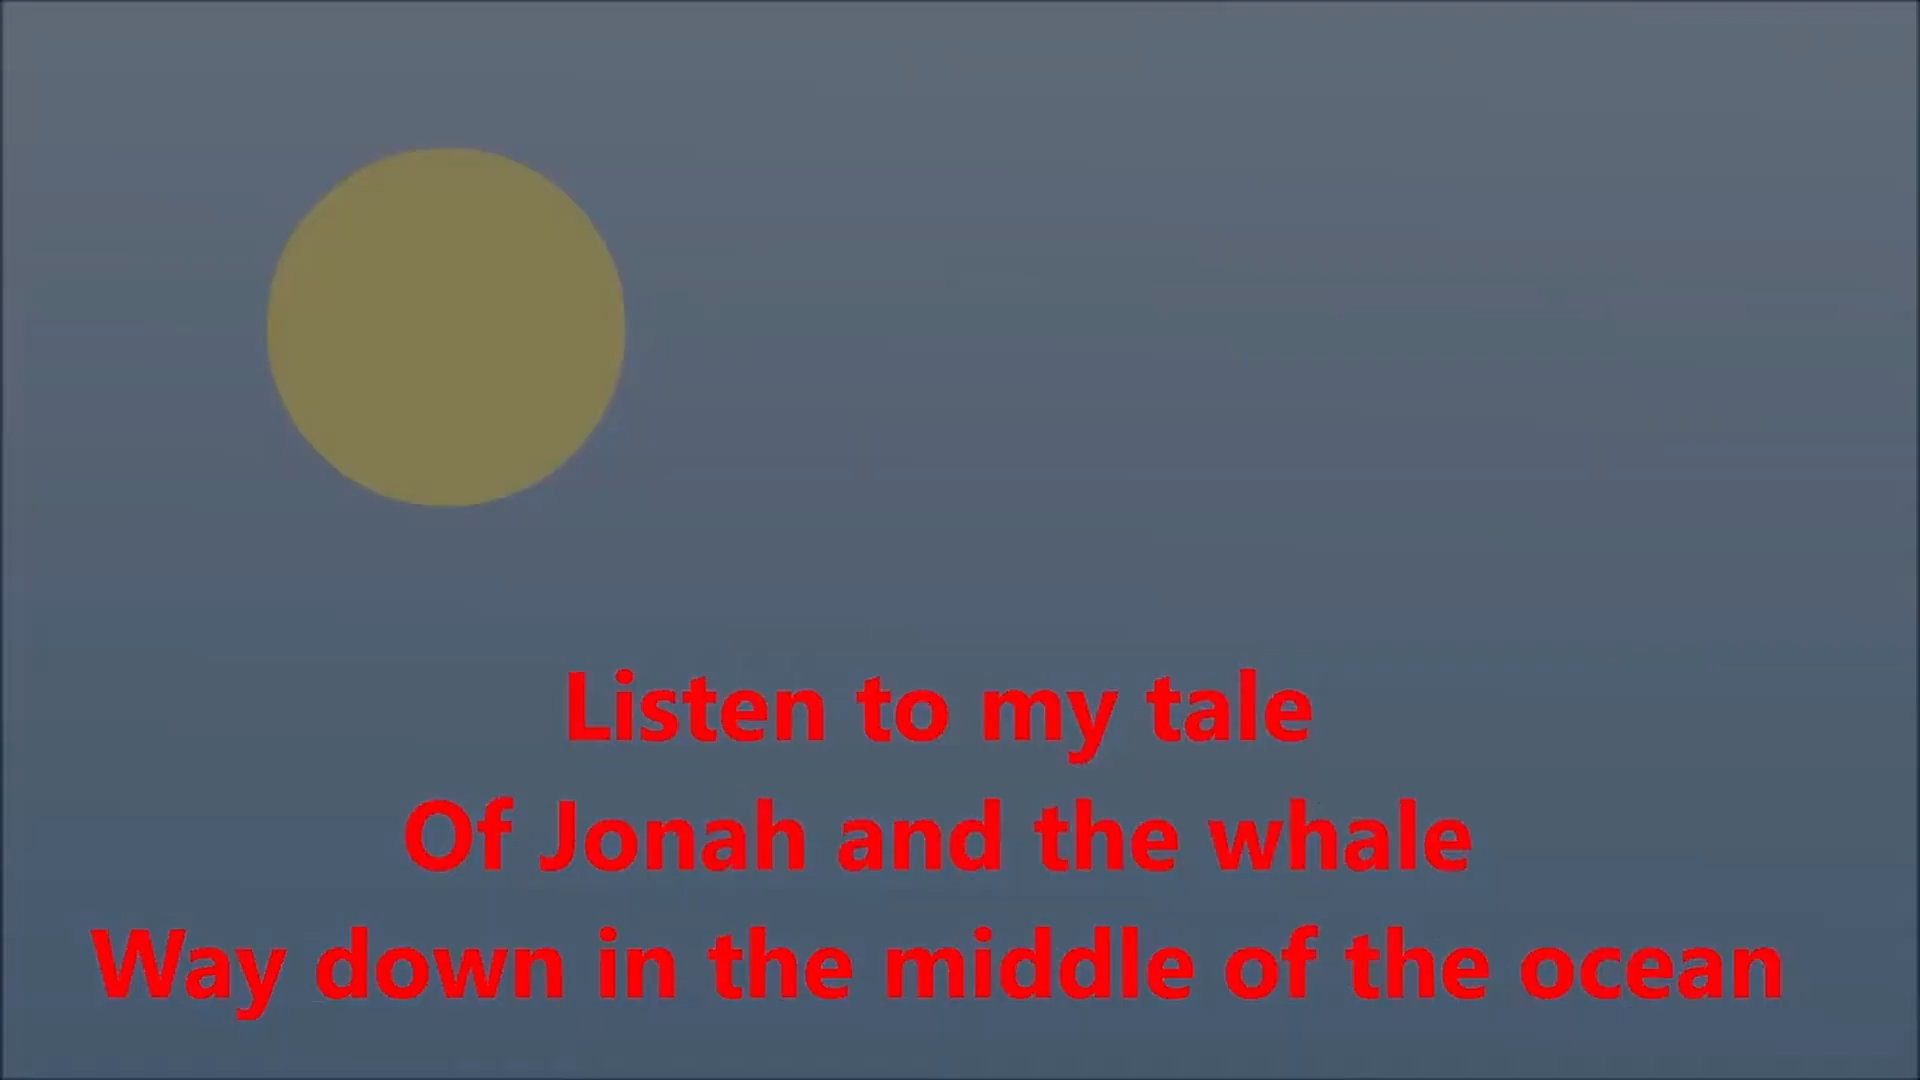 Listen to my tale
Of Jonah and the whale
Way down in the middle of the ocean